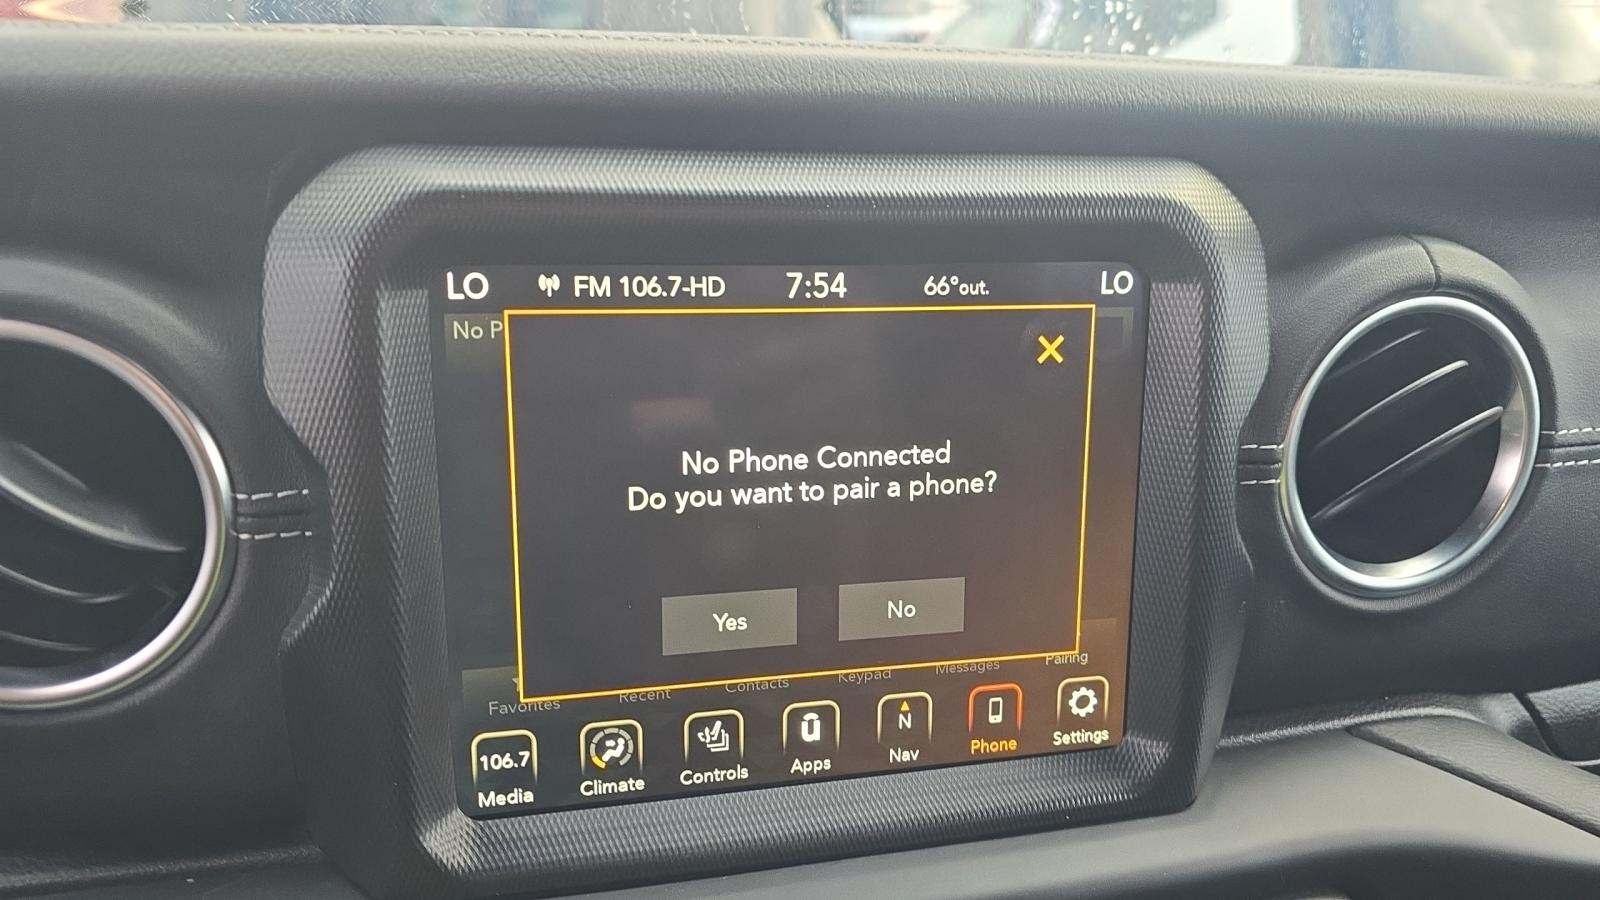 LO FM 106.7-HD 7:54 66°out. LO
No P
No Phone Connected
Do you want to pair a phone?
Yes No
Favorites Recent Contacts Keypad Messages Pairing
106.7 N
Media Climate Controls Apps Nav Phone Settings